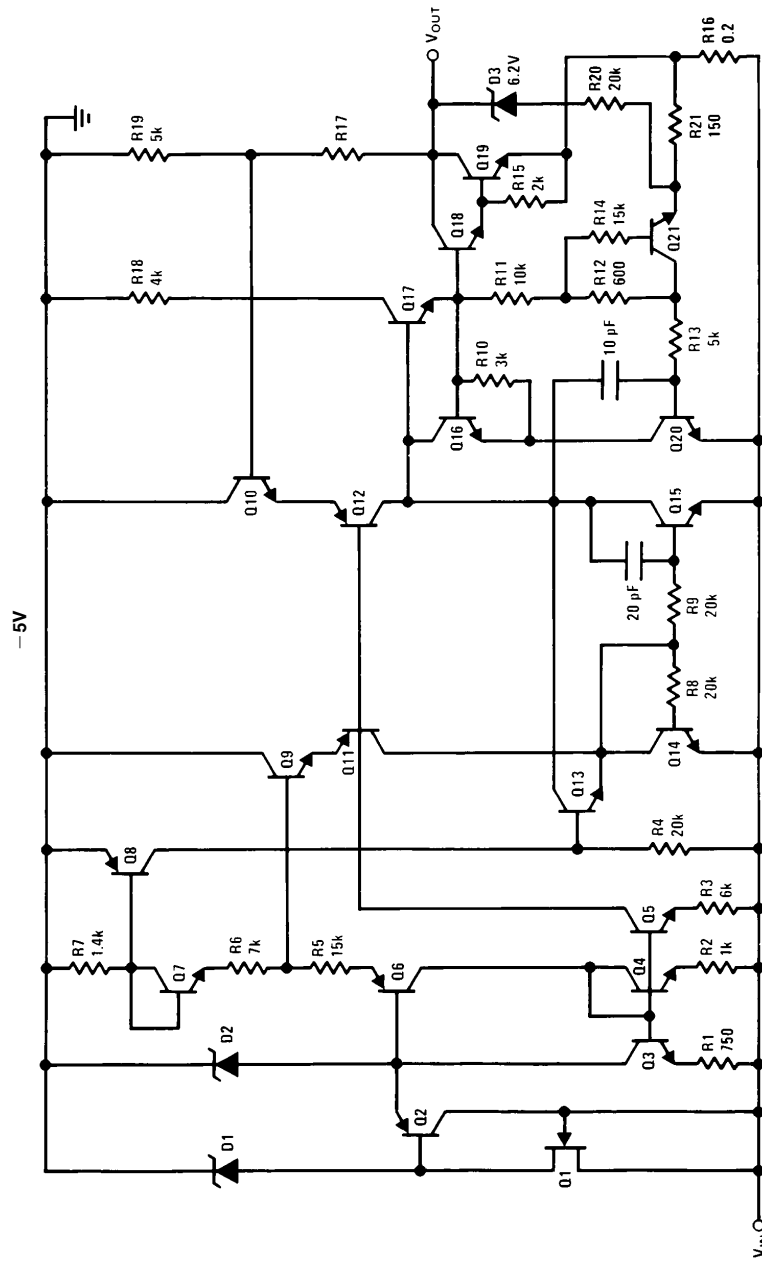 −5V
R19
5k
R17
VOUT
D3
6.2V
R20
20k
R16
0.2
R21
150
Q19
R15
2k
Q18
R14
15k
Q21
R18
4k
Q17
R11
10k
R12
600
R13
5k
10 pF
R10
3k
Q16
Q20
Q10
Q12
Q15
20 pF
R9
20k
R8
20k
Q9
Q11
Q13
Q14
Q8
R4
20k
R7
1.4k
Q7
R6
7k
R5
15k
Q6
Q5
R3
6k
Q4
R2
1k
D2
Q3
R1
750
D1
Q2
Q1